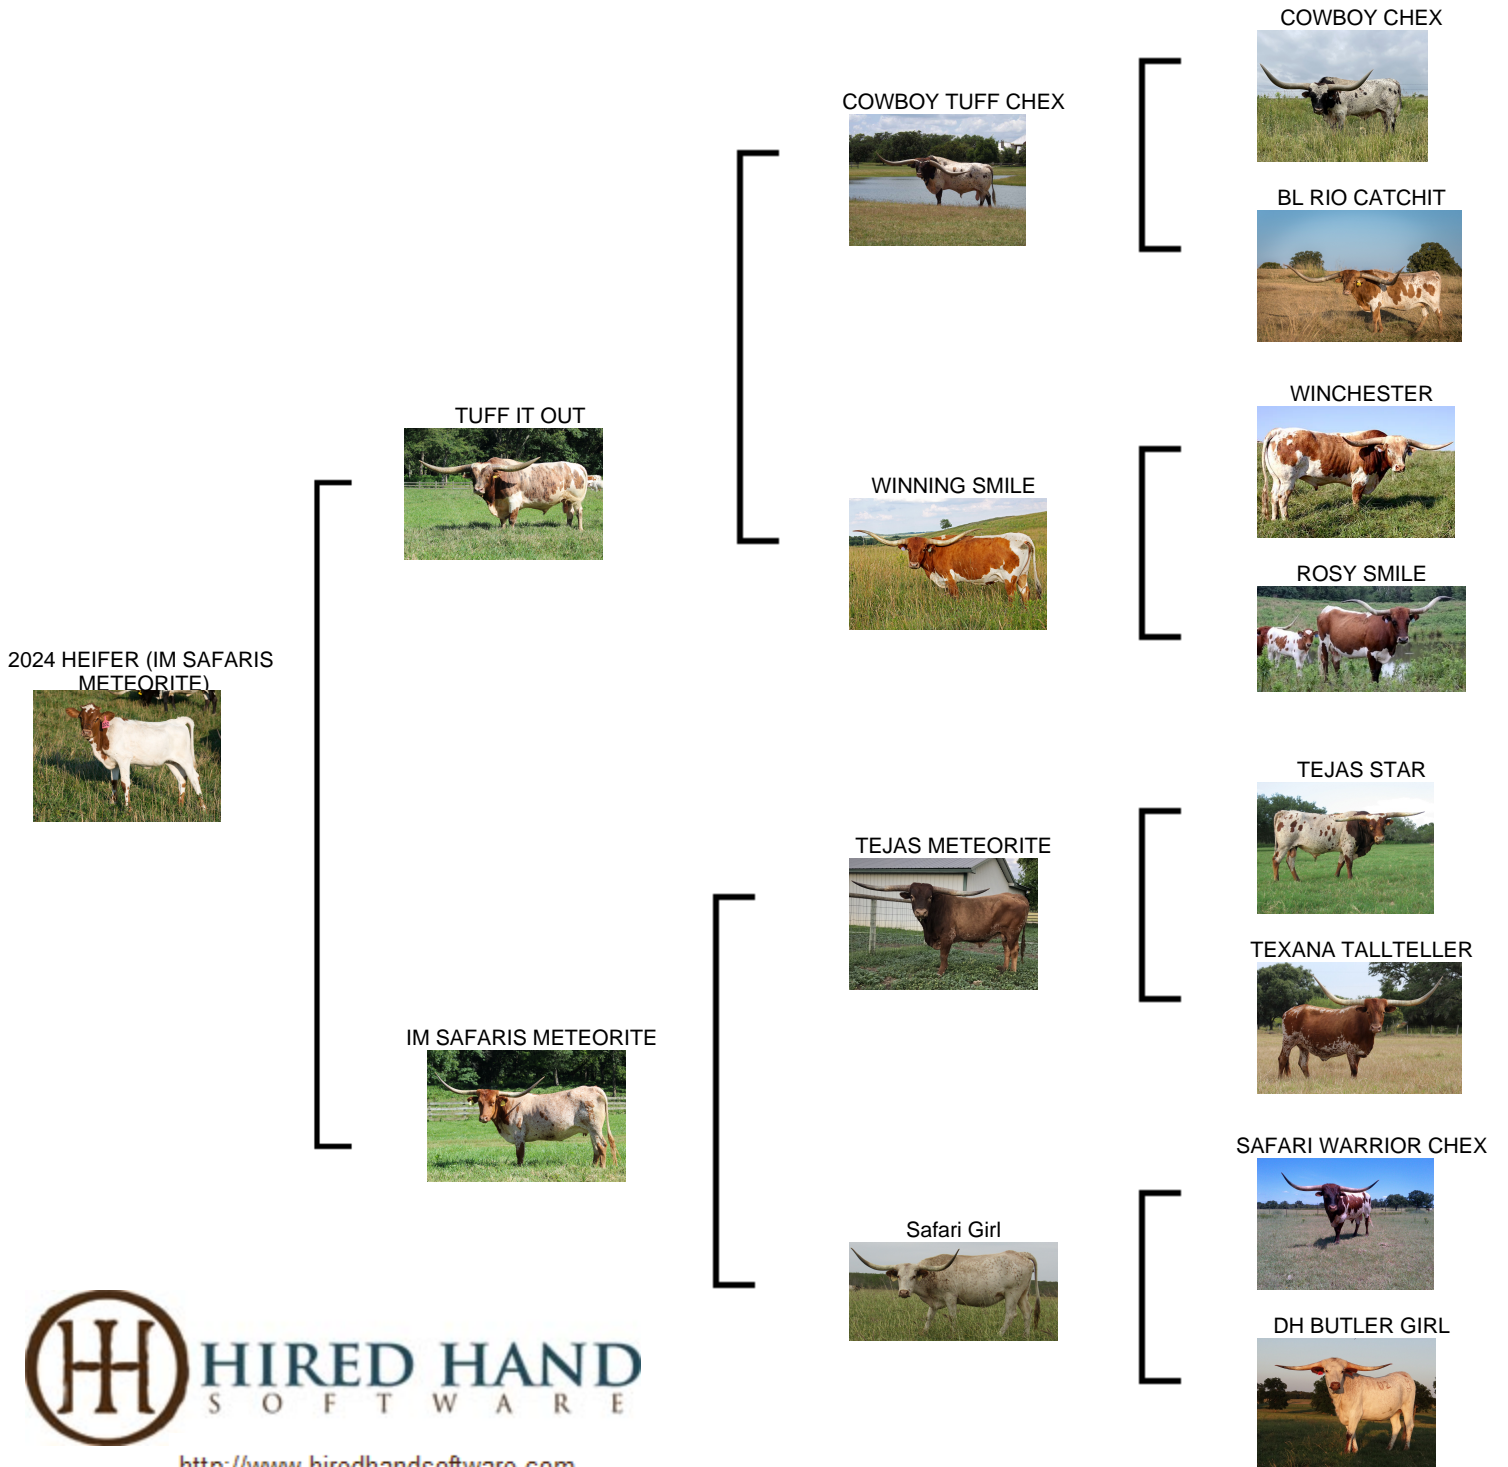 COWBOY CHEX
COWBOY TUFF CHEX
BL RIO CATCHIT
WINCHESTER
TUFF IT OUT
WINNING SMILE
ROSY SMILE
2024 HEIFER (IM SAFARIS
METEORITE)
TEJAS STAR
TEJAS METEORITE
TEXANA TALLTELLER
IM SAFARIS METEORITE
SAFARI WARRIOR CHEX
Safari Girl
DH BUTLER GIRL
HIRED HAND
SOFTWARE
http://www.hiredhandsoftware.com